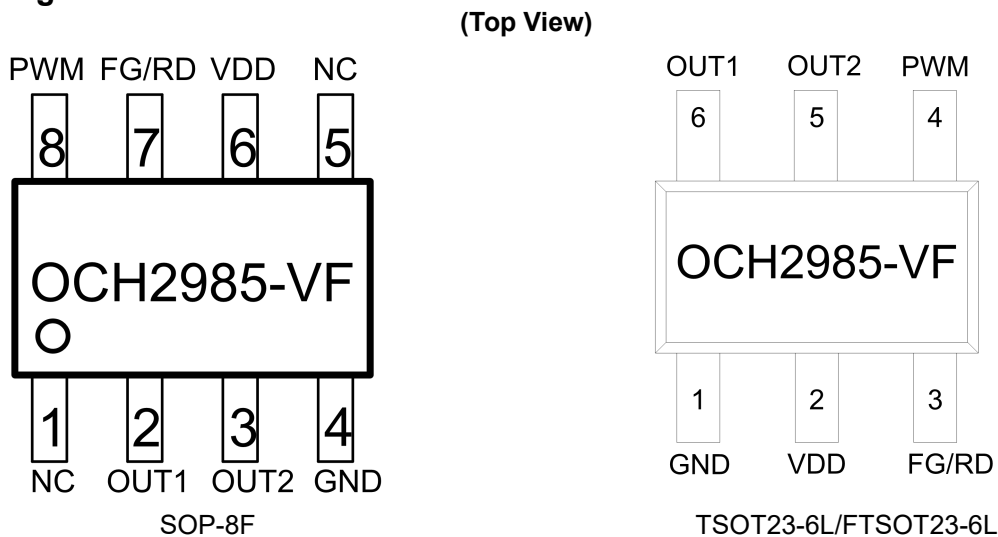 (Top View)
PWM FG/RD VDD NC
8 7 6 5
OCH2985-VF
1 2 3 4
NC OUT1 OUT2 GND
SOP-8F
OUT1 OUT2 PWM
6 5 4
OCH2985-VF
1 2 3
GND VDD FG/RD
TSOT23-6L/FTSOT23-6L